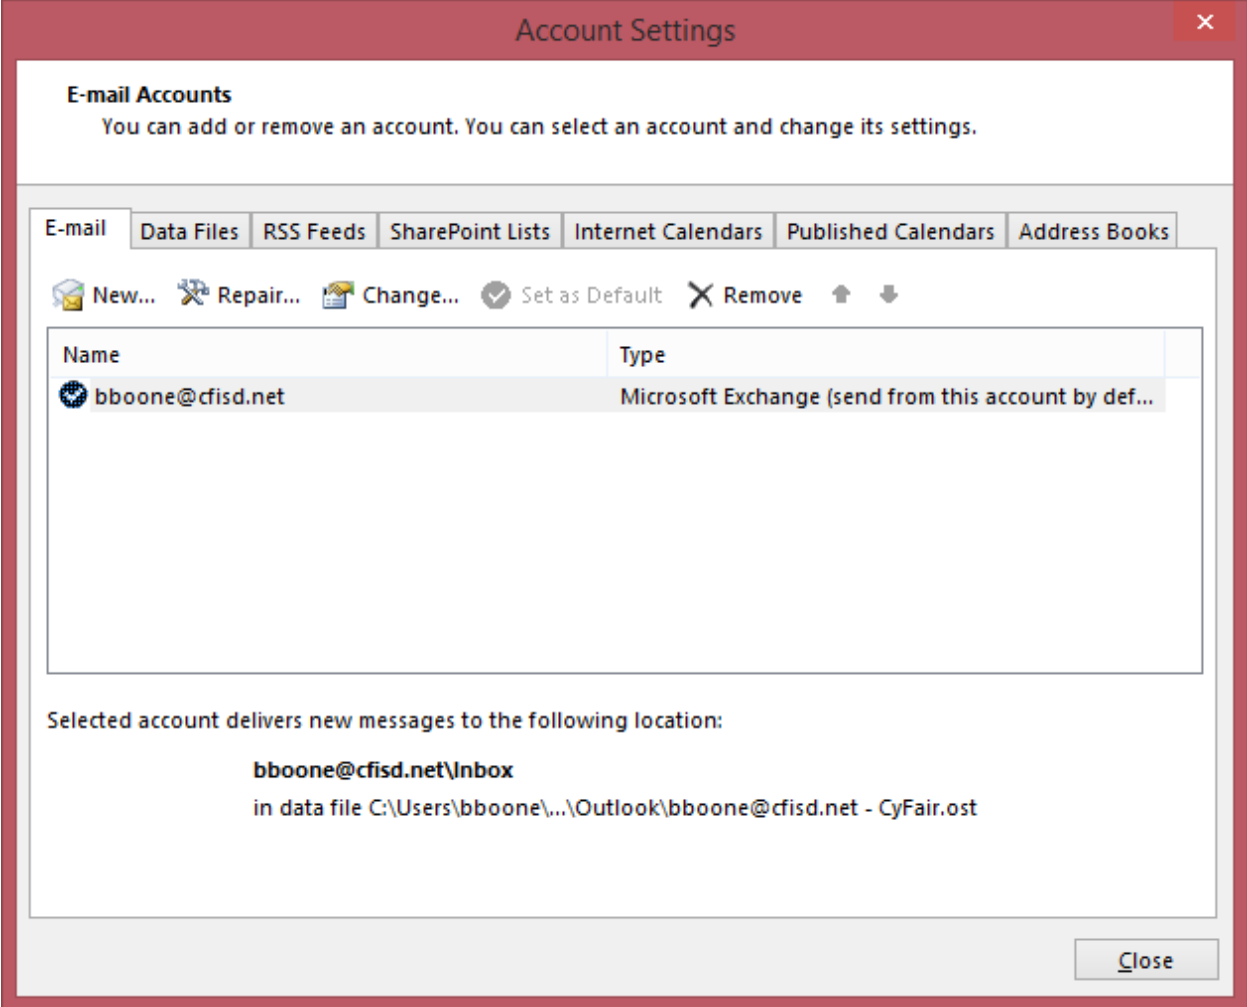 Account Settings
E-mail Accounts
You can add or remove an account. You can select an account and change its settings.
E-mail Data Files RSS Feeds SharePoint Lists Internet Calendars Published Calendars Address Books
New... Repair... Change... Set as Default Remove
Name Type
bboone@cfisd.net Microsoft Exchange (send from this account by def...
Selected account delivers new messages to the following location:
bboone@cfisd.net\Inbox
in data file C:\Users\bboone\...\Outlook\bboone@cfisd.net - CyFair.ost
Close